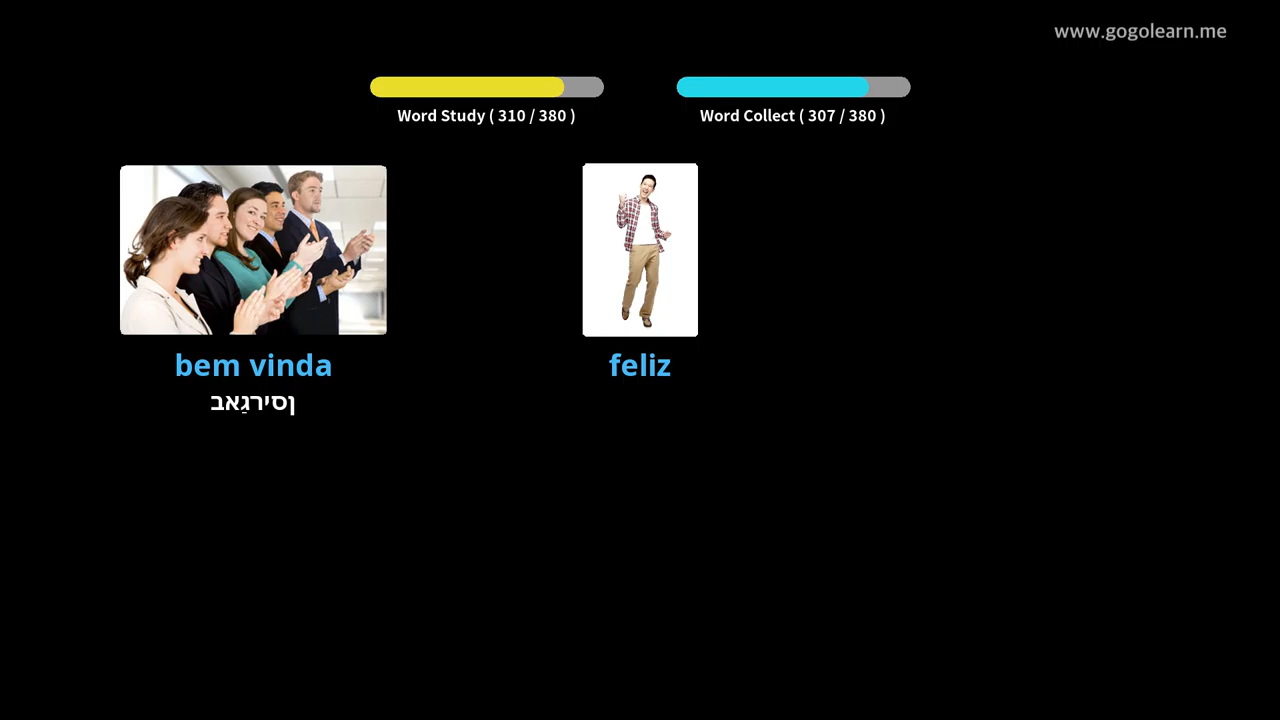 www.gogolearn.me
Word Study ( 310 / 380 )
Word Collect ( 307 / 380 )
bem vinda
ןסירגַאב
feliz